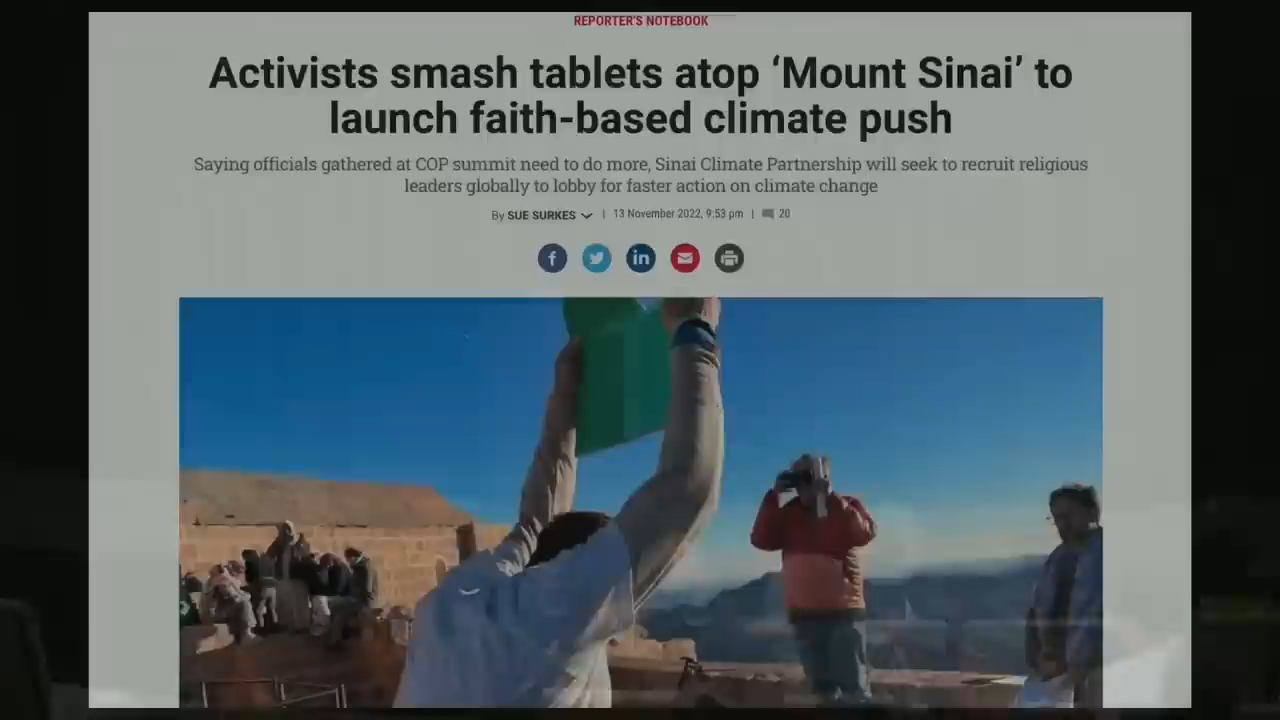 REPORTER'S NOTEBOOK
Activists smash tablets atop ‘Mount Sinai’ to
launch faith-based climate push
Saying officials gathered at COP summit need to do more, Sinai Climate Partnership will seek to recruit religious
leaders globally to lobby for faster action on climate change
By SUE SURKES | 13 November 2022, 9:53 pm | 20
f in